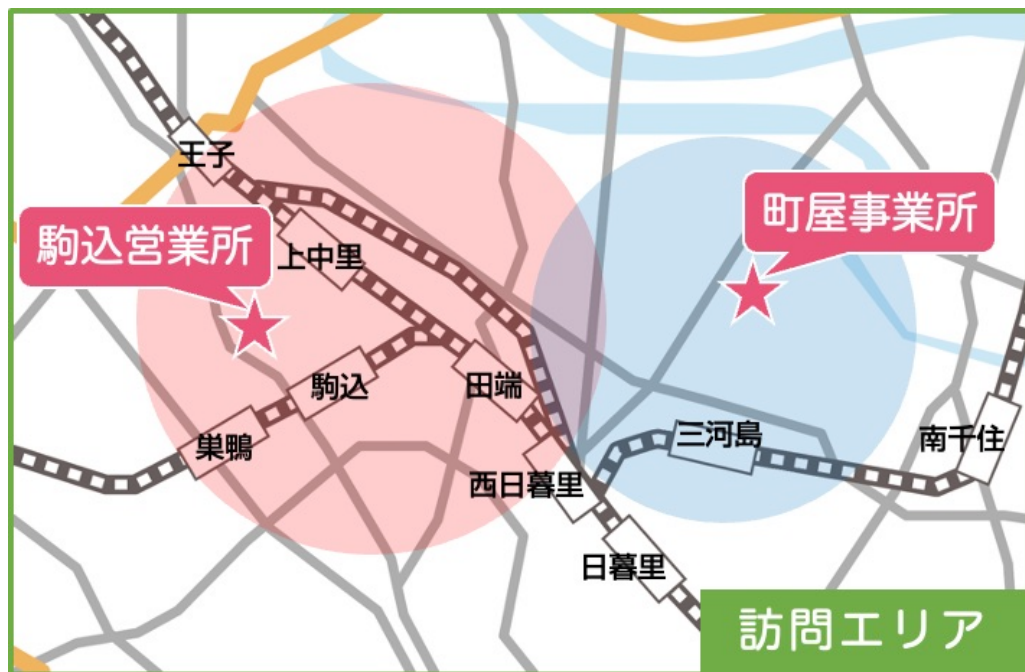 王子
町屋事業所
駒込営業所
上中里
駒込
田端
巣鴨
三河島
南千住
西日暮里
日暮里
訪問エリア